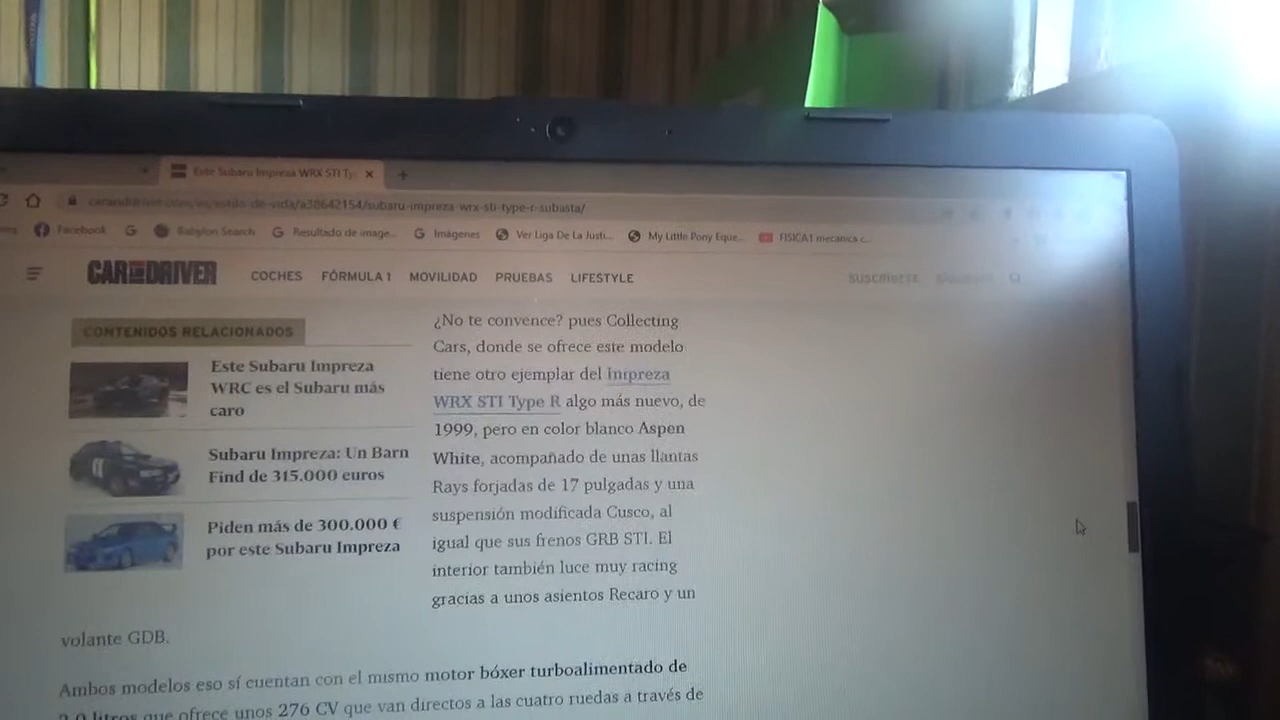 Este Subaru Impreza WRX STI Ty
caranddriver.com/es/estilo-de-vida/a38642154/subaru-impreza-wrx-sti-type-r-subasta/
Facebook
Babylon Search
Resultado de image...
Imágenes
Ver Liga De La Justi...
My Little Pony Eque...
FISICA1 mecanica c...
CAR AND DRIVER
COCHES
FÓRMULA 1
MOVILIDAD
PRUEBAS
LIFESTYLE
SUSCRIBETE
CONTENIDOS RELACIONADOS
Este Subaru Impreza
WRC es el Subaru más
caro
Subaru Impreza: Un Barn
Find de 315.000 euros
Piden más de 300.000 €
por este Subaru Impreza
¿No te convence? pues Collecting
Cars, donde se ofrece este modelo
tiene otro ejemplar del Impreza
WRX STI Type R algo más nuevo, de
1999, pero en color blanco Aspen
White, acompañado de unas llantas
Rays forjadas de 17 pulgadas y una
suspensión modificada Cusco, al
igual que sus frenos GRB STI. El
interior también luce muy racing
gracias a unos asientos Recaro y un
volante GDB.
Ambos modelos eso sí cuentan con el mismo motor bóxer turboalimentado de
2.0 litros que ofrece unos 276 CV que van directos a las cuatro ruedas a través de